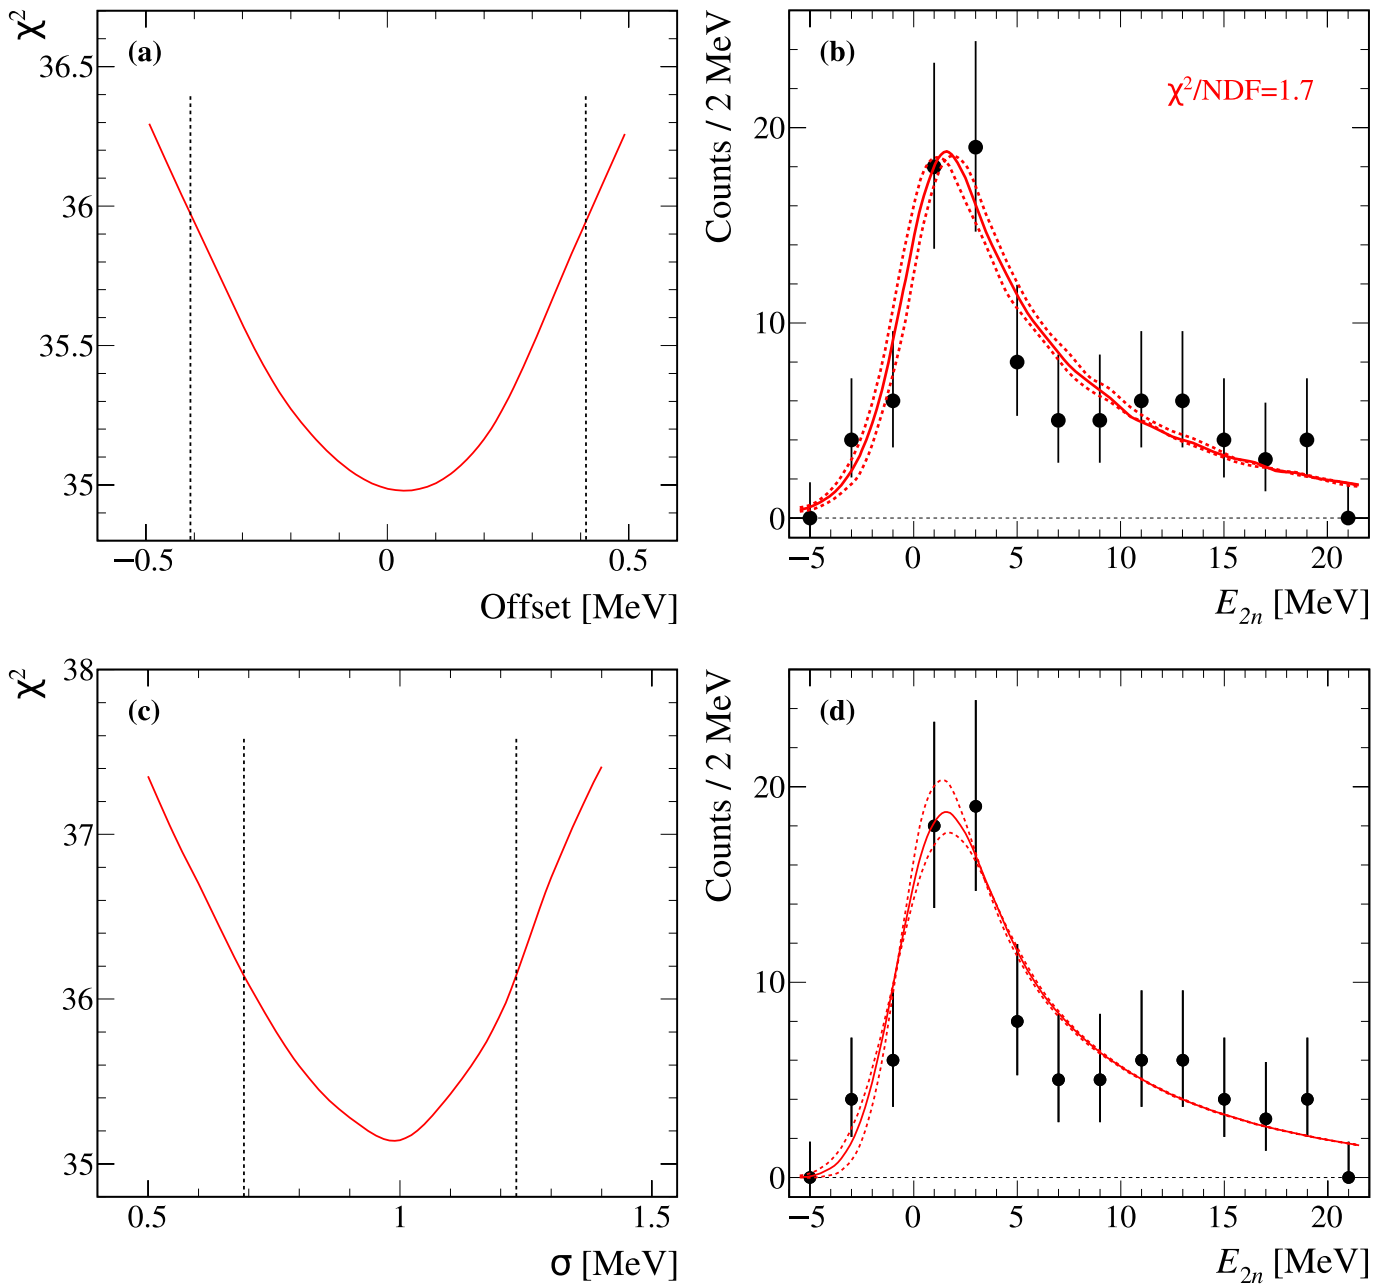 χ²
(a)
36.5
36
35.5
35
−0.5
0
0.5
Offset [MeV]
Counts / 2 MeV
(b)
χ²/NDF=1.7
20
10
0
−5
0
5
10
15
20
E2n [MeV]
χ²
(c)
38
37
36
35
0.5
1
1.5
σ [MeV]
Counts / 2 MeV
(d)
20
10
0
−5
0
5
10
15
20
E2n [MeV]